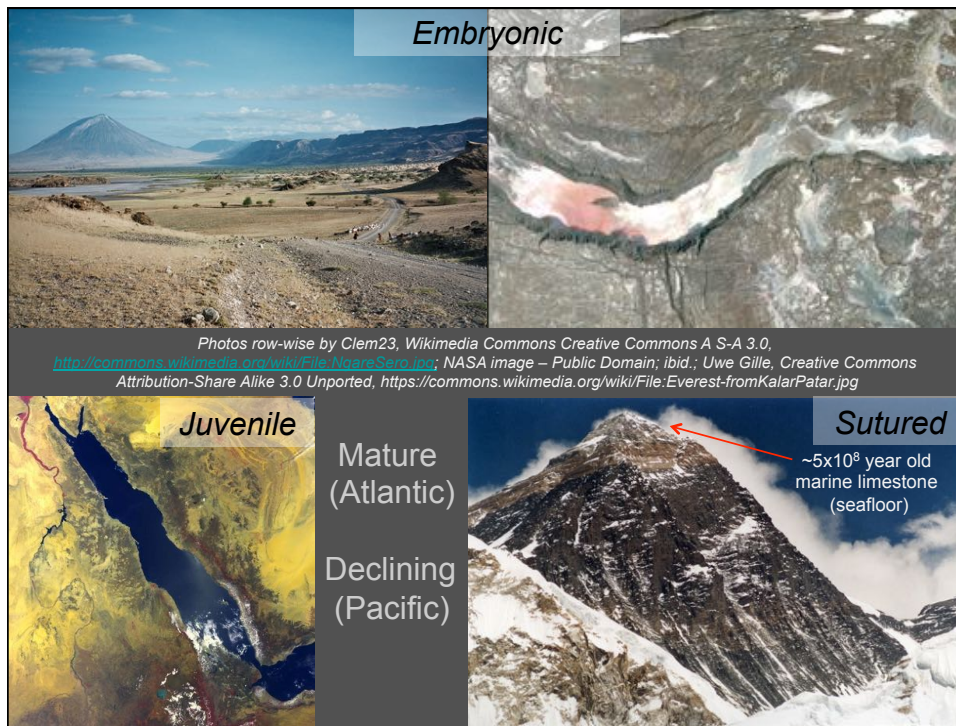 Embryonic
Photos row-wise by Clem23, Wikimedia Commons Creative Commons A S-A 3.0,
http://commons.wikimedia.org/wiki/File:NgareSero.jpg; NASA image – Public Domain; ibid.; Uwe Gille, Creative Commons
Attribution-Share Alike 3.0 Unported, https://commons.wikimedia.org/wiki/File:Everest-fromKalarPatar.jpg
Juvenile
Mature
(Atlantic)
Declining
(Pacific)
Sutured
~5x10⁸ year old
marine limestone
(seafloor)